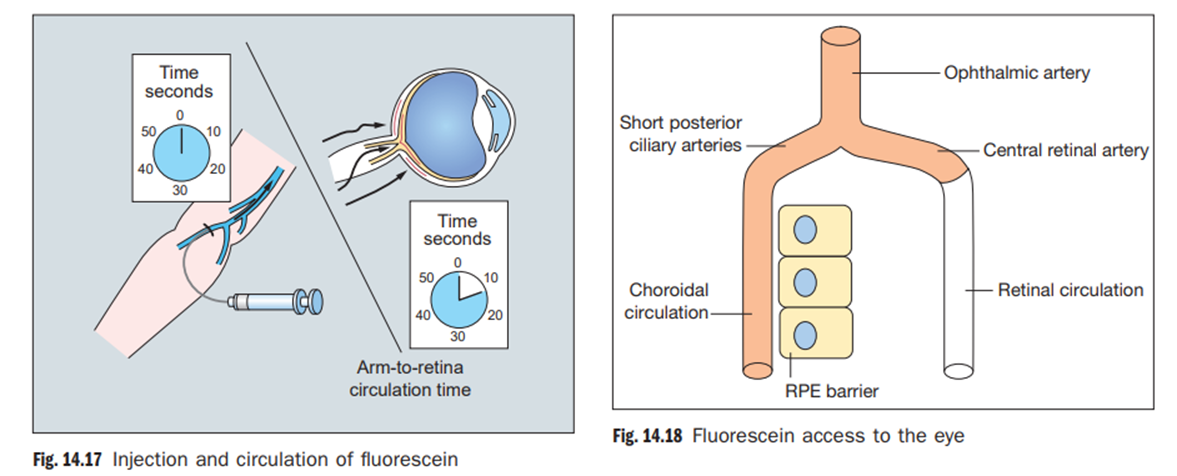 Time
seconds
0
50
10
40
20
30
Time
seconds
0
50
10
40
20
30
Arm-to-retina
circulation time
Fig. 14.17 Injection and circulation of fluorescein
Ophthalmic artery
Short posterior
ciliary arteries
Central retinal artery
Choroidal
circulation
Retinal circulation
RPE barrier
Fig. 14.18 Fluorescein access to the eye